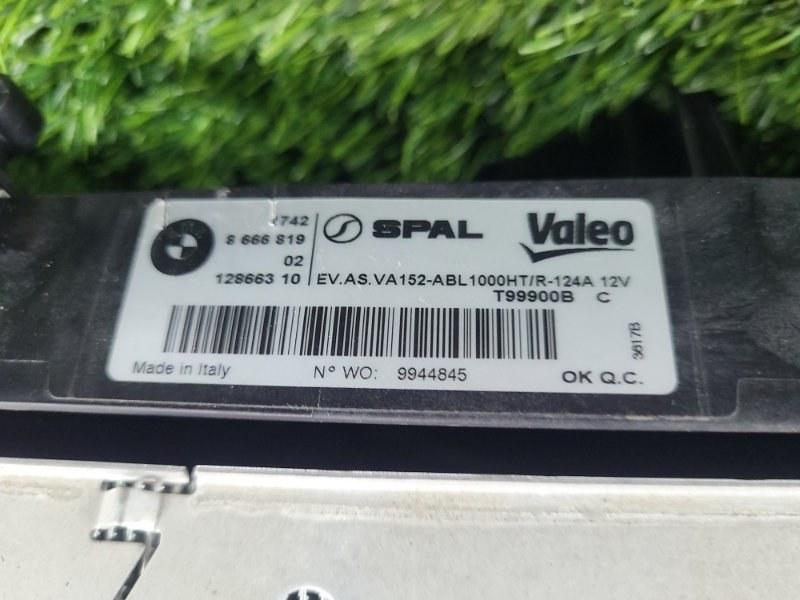 1742
8 666 819
02
128663 10
SPAL
Valeo
EV.AS.VA152-ABL1000HT/R-124A 12V
T99900B C
3617B
Made in Italy
N° WO: 9944845
OK Q.C.